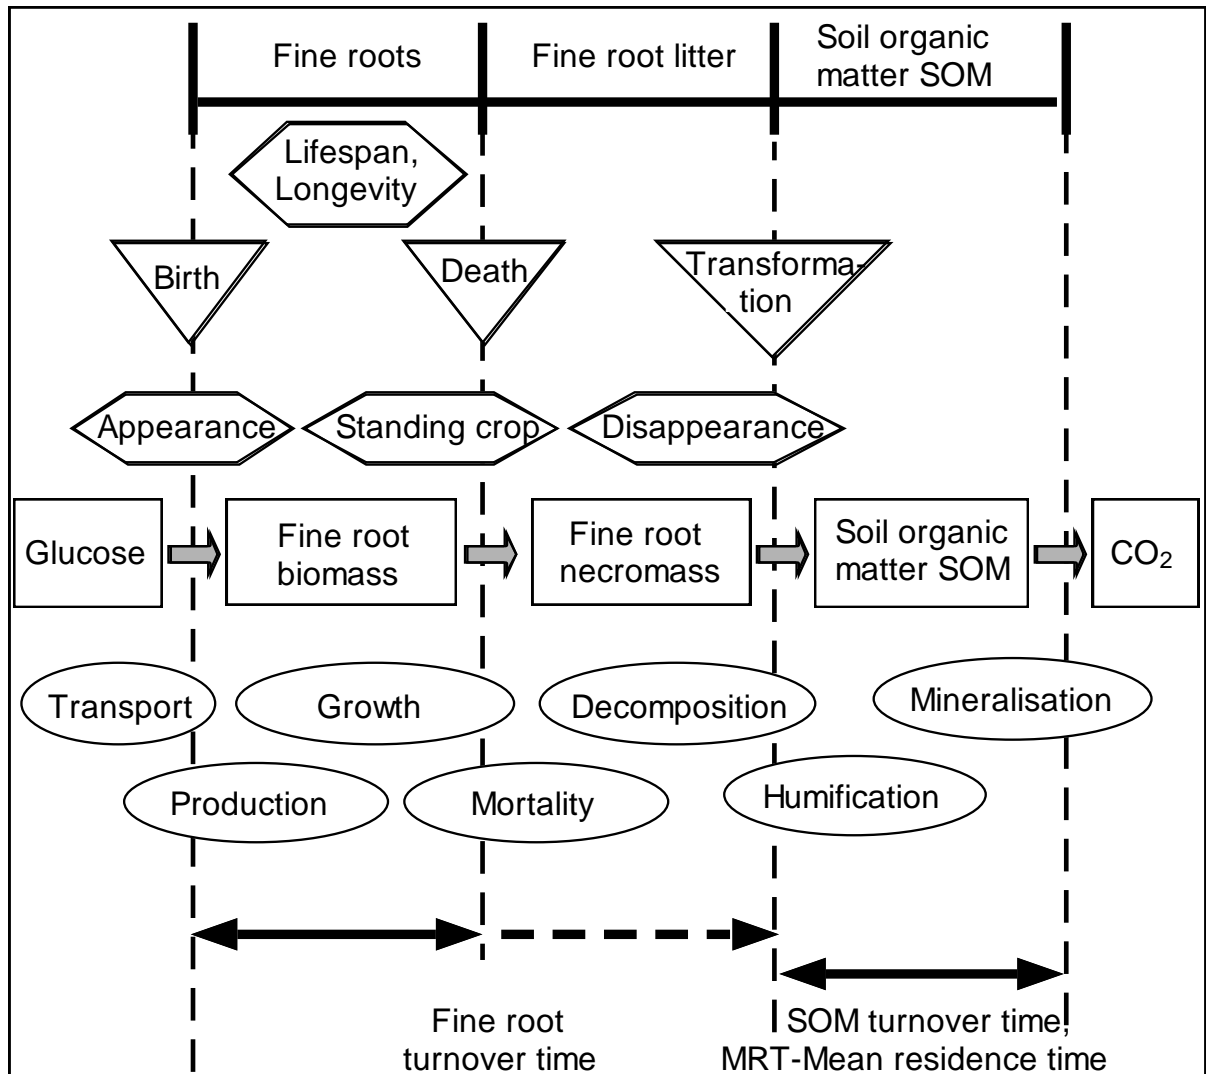 Fine roots
Fine root litter
Soil organic
matter SOM
Lifespan,
Longevity
Birth
Death
Transforma-
tion
Appearance
Standing crop
Disappearance
Glucose
Fine root
biomass
Fine root
necromass
Soil organic
matter SOM
CO₂
Transport
Growth
Decomposition
Mineralisation
Production
Mortality
Humification
Fine root
turnover time
SOM turnover time,
MRT-Mean residence time